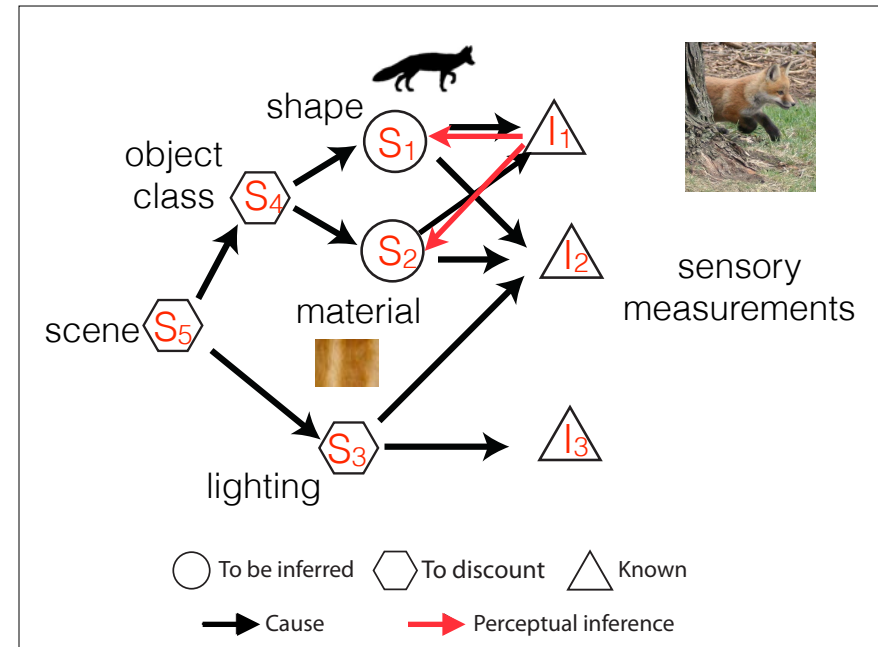 shape
S1
I1
object
class
S4
S2
I2
sensory
measurements
material
scene
S5
S3
I3
lighting
To be inferred
To discount
Known
Cause
Perceptual inference